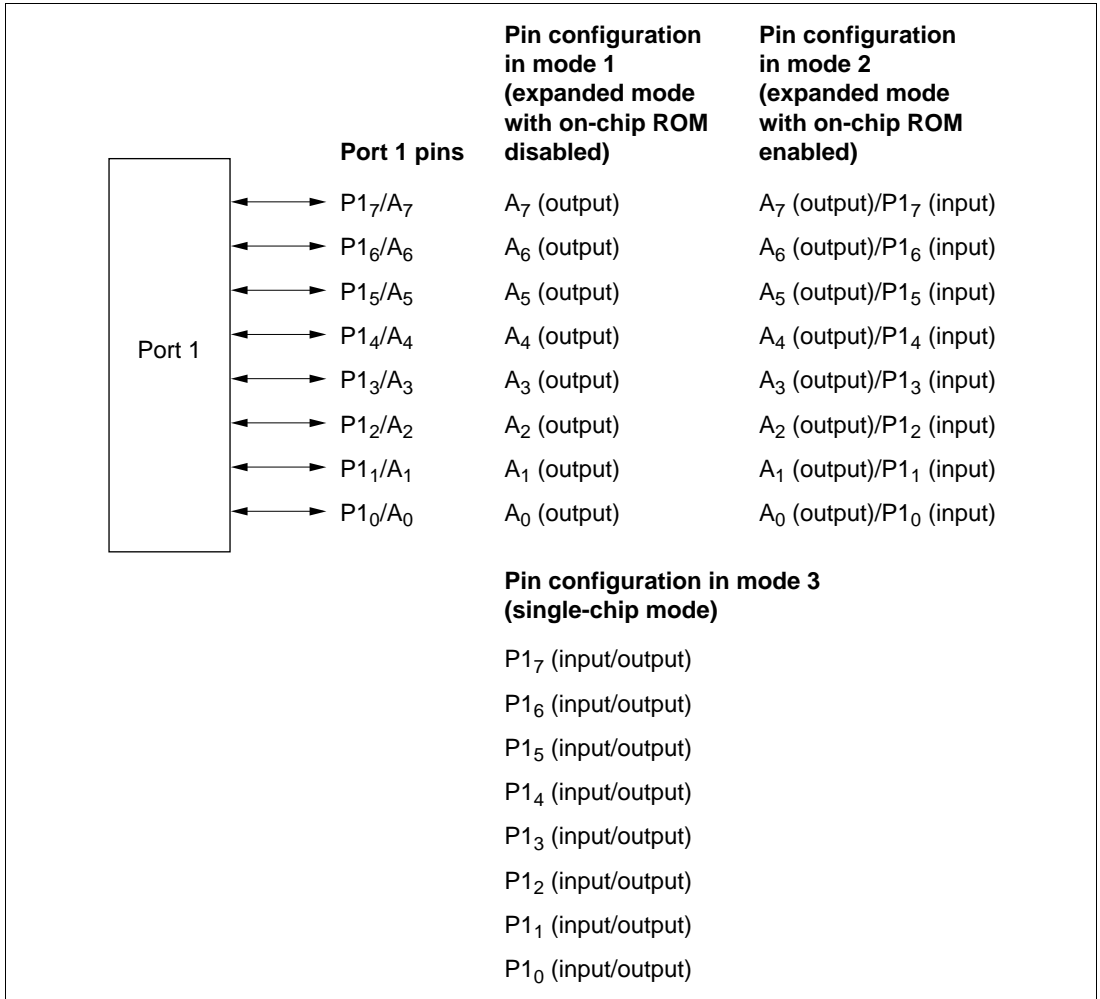 Pin configuration in mode 1 (expanded mode with on-chip ROM disabled)
Pin configuration in mode 2 (expanded mode with on-chip ROM enabled)
Port 1 pins
Port 1
P1₇/A₇ A₇ (output) A₇ (output)/P1₇ (input)
P1₆/A₆ A₆ (output) A₆ (output)/P1₆ (input)
P1₅/A₅ A₅ (output) A₅ (output)/P1₅ (input)
P1₄/A₄ A₄ (output) A₄ (output)/P1₄ (input)
P1₃/A₃ A₃ (output) A₃ (output)/P1₃ (input)
P1₂/A₂ A₂ (output) A₂ (output)/P1₂ (input)
P1₁/A₁ A₁ (output) A₁ (output)/P1₁ (input)
P1₀/A₀ A₀ (output) A₀ (output)/P1₀ (input)
Pin configuration in mode 3
(single-chip mode)
P1₇ (input/output)
P1₆ (input/output)
P1₅ (input/output)
P1₄ (input/output)
P1₃ (input/output)
P1₂ (input/output)
P1₁ (input/output)
P1₀ (input/output)